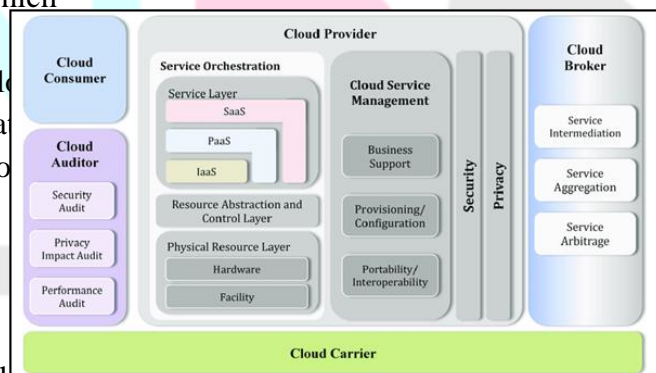 Cloud
Consumer
Cloud
Auditor
Security
Audit
Privacy
Impact Audit
Performance
Audit
Cloud Provider
Service Orchestration
Service Layer
SaaS
PaaS
IaaS
Resource Abstraction and
Control Layer
Physical Resource Layer
Hardware
Facility
Cloud Service
Management
Business
Support
Provisioning/
Configuration
Portability/
Interoperability
Security
Privacy
Cloud
Broker
Service
Intermediation
Service
Aggregation
Service
Arbitrage
Cloud Carrier